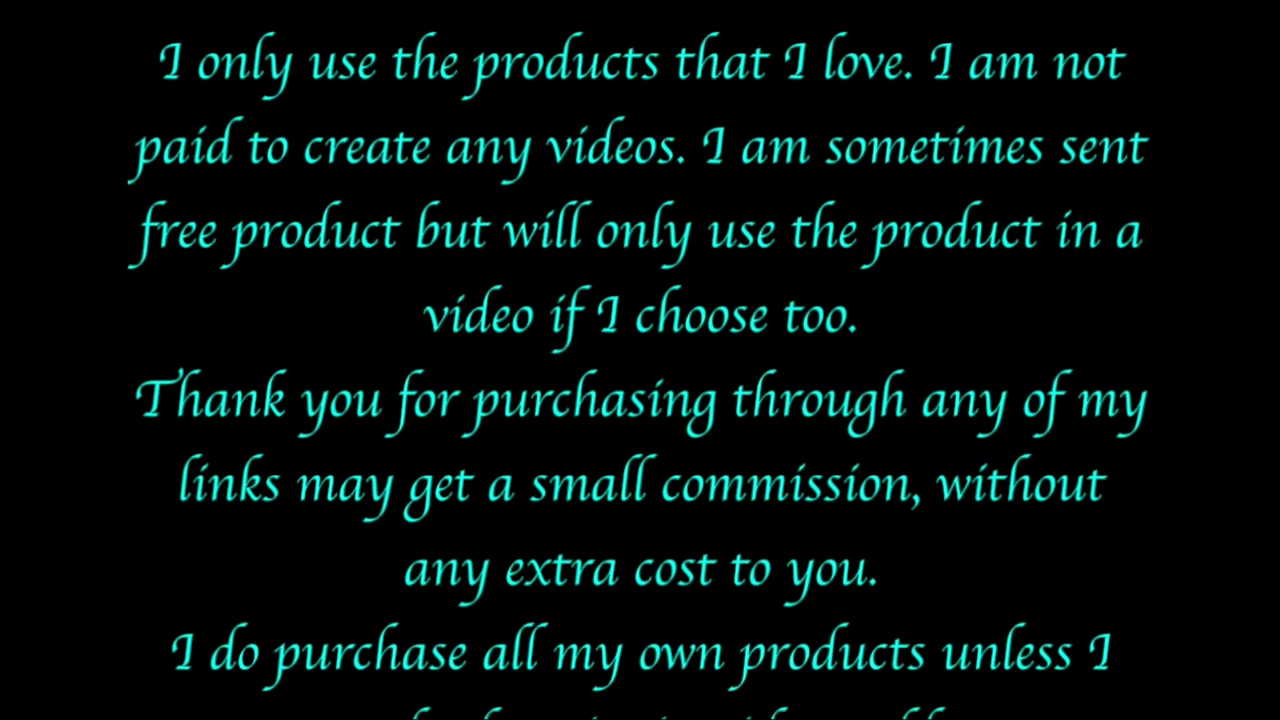 I only use the products that I love. I am not
paid to create any videos. I am sometimes sent
free product but will only use the product in a
video if I choose too.
Thank you for purchasing through any of my
links may get a small commission, without
any extra cost to you.
I do purchase all my own products unless I